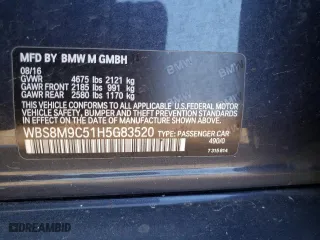 MFD BY BMW M GMBH
08/16
GVWR 4675 lbs 2121 kg
GAWR FRONT 2185 lbs 991 kg
GAWR REAR 2580 lbs 1170 kg
THIS VEHICLE CONFORMS TO ALL APPLICABLE
FEDERAL MOTOR VEHICLE SAFETY, BUMPER,
AND THEFT PREVENTION STANDARDS IN EFFECT
ON THE DATE OF MANUFACTURE SHOWN ABOVE.
WBS8M9C51H5G83520 TYPE: PASSENGER CAR
490/0